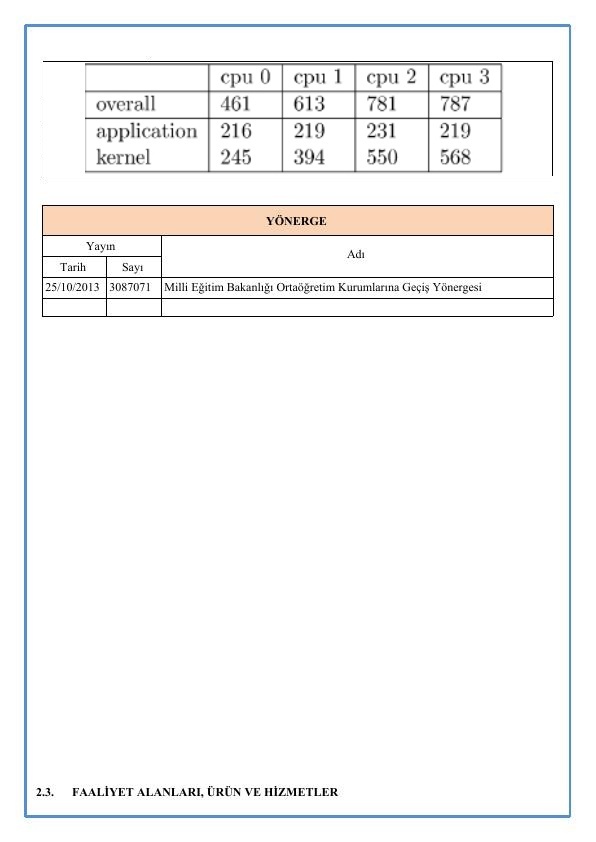 cpu 0 cpu 1 cpu 2 cpu 3
overall 461 613 781 787
application 216 219 231 219
kernel 245 394 550 568
YÖNERGE
Yayın
Adı
Tarih Sayı
25/10/2013 3087071 Milli Eğitim Bakanlığı Ortaöğretim Kurumlarına Geçiş Yönergesi
2.3. FAALİYET ALANLARI, ÜRÜN VE HİZMETLER